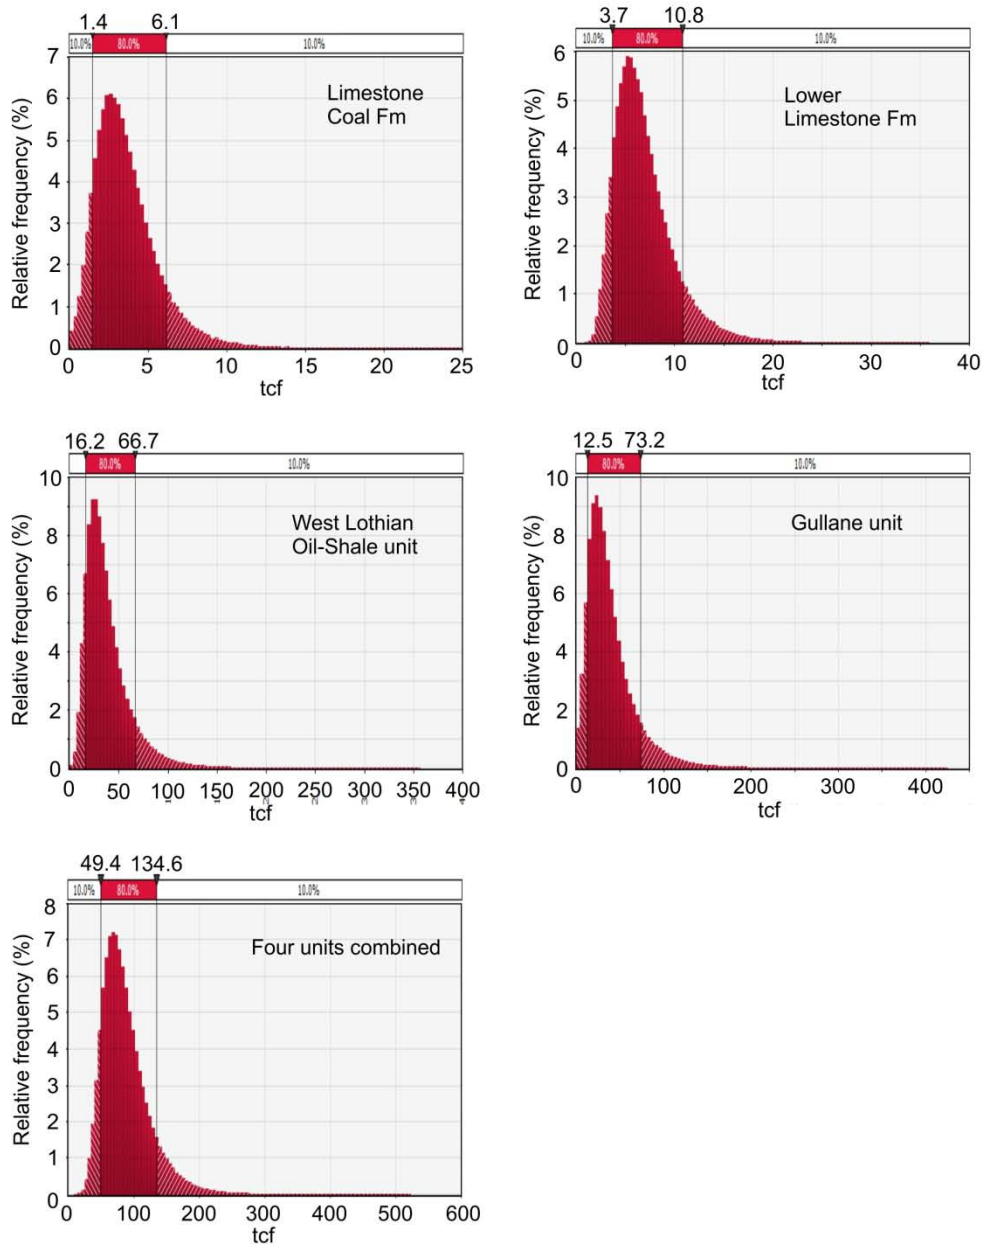 1.4 6.1
10.0% 80.0% 10.0%
7
6
5
4
3
2
1
0
Relative frequency (%)
Limestone
Coal Fm
0 5 10 15 20 25
tcf
3.7 10.8
10.0% 80.0% 10.0%
6
5
4
3
2
1
0
Relative frequency (%)
Lower
Limestone Fm
0 10 20 30 40
tcf
16.2 66.7
80.0% 10.0%
10
8
6
4
2
0
Relative frequency (%)
West Lothian
Oil-Shale unit
0 50 100 150 200 250 300 350 400
tcf
12.5 73.2
80.0% 10.0%
10
8
6
4
2
0
Relative frequency (%)
Gullane unit
0 100 200 300 400
tcf
49.4 134.6
10.0% 80.0% 10.0%
8
7
6
5
4
3
2
1
0
Relative frequency (%)
Four units combined
0 100 200 300 400 500 600
tcf